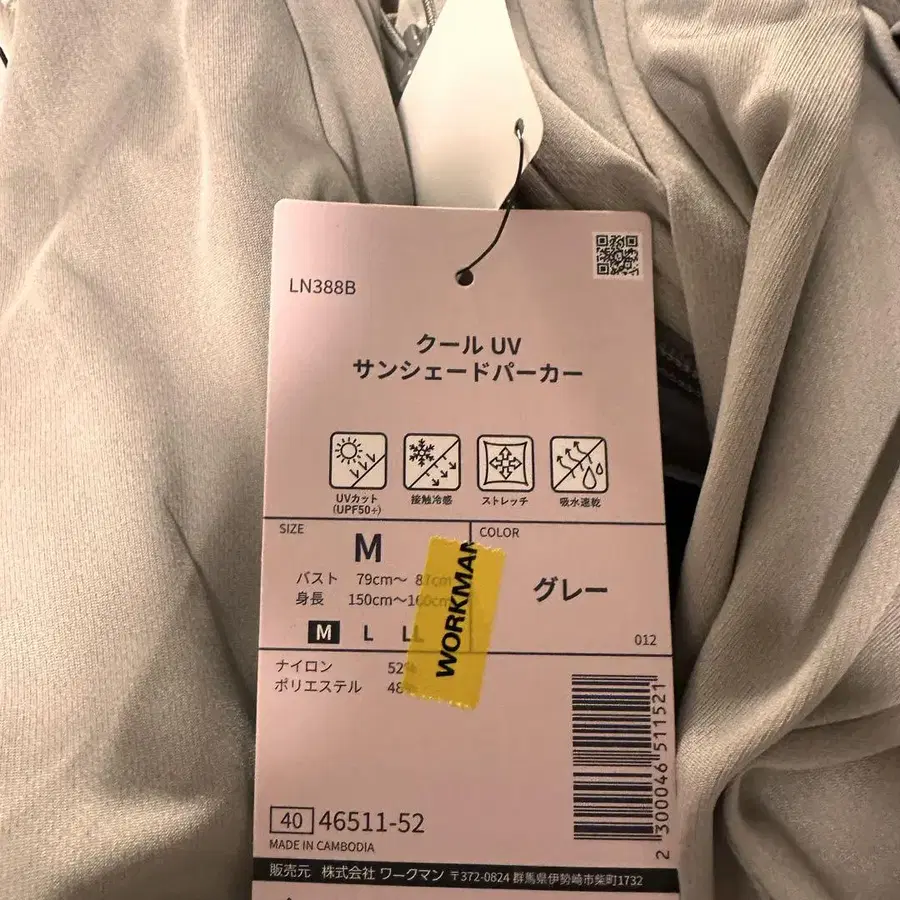 LN388B
クール UV
サンシェードパーカー
UVカット
(UPF50+)
接触冷感
ストレッチ
吸水速乾
SIZE
M
バスト 79cm～ 87cm
身長 150cm～160cm
M L LL
COLOR
グレー
012
WORKMAN
ナイロン 52%
ポリエステル 48%
2 300046 511521
40 46511-52
MADE IN CAMBODIA
販売元 株式会社 ワークマン 〒372-0824 群馬県伊勢崎市柴町1732